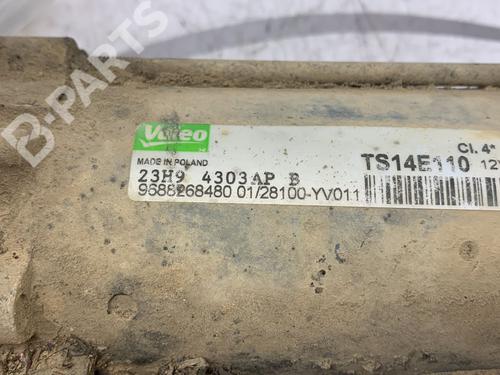 B-PARTS
Valeo
MADE IN POLAND
Cl. 4*
TS14E110 12V
23H9 4303AP B
9688268480 01/28100-YV011